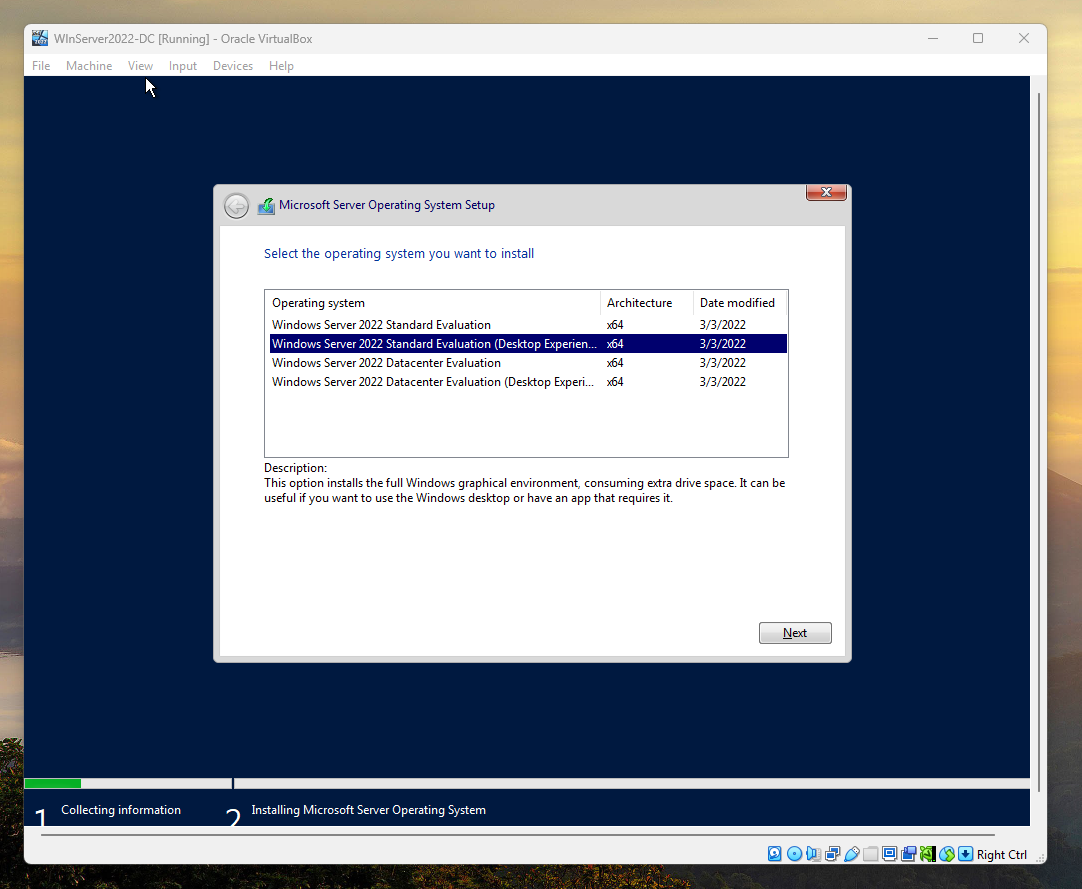 WInServer2022-DC [Running] - Oracle VirtualBox
File Machine View Input Devices Help
Microsoft Server Operating System Setup
Select the operating system you want to install
Operating system Architecture Date modified
Windows Server 2022 Standard Evaluation x64 3/3/2022
Windows Server 2022 Standard Evaluation (Desktop Experien... x64 3/3/2022
Windows Server 2022 Datacenter Evaluation x64 3/3/2022
Windows Server 2022 Datacenter Evaluation (Desktop Experi... x64 3/3/2022
Description:
This option installs the full Windows graphical environment, consuming extra drive space. It can be
useful if you want to use the Windows desktop or have an app that requires it.
Next
1 Collecting information 2 Installing Microsoft Server Operating System
Right Ctrl